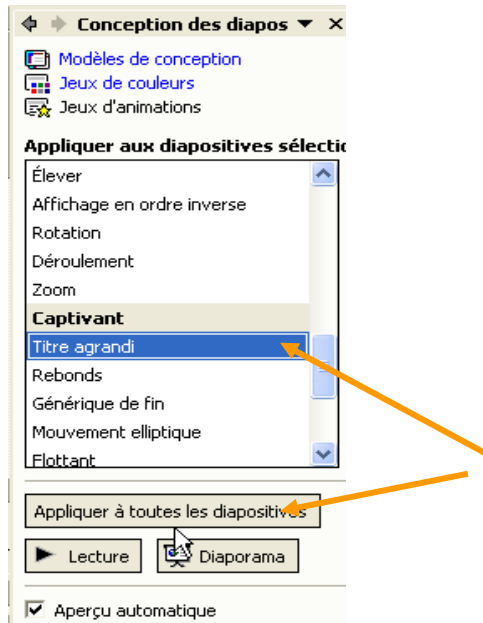 Conception des diapos
Modèles de conception
Jeux de couleurs
Jeux d'animations
Appliquer aux diapositives sélectio
Élever
Affichage en ordre inverse
Rotation
Déroulement
Zoom
Captivant
Titre agrandi
Rebonds
Générique de fin
Mouvement elliptique
Flottant
Appliquer à toutes les diapositives
Lecture
Diaporama
Aperçu automatique